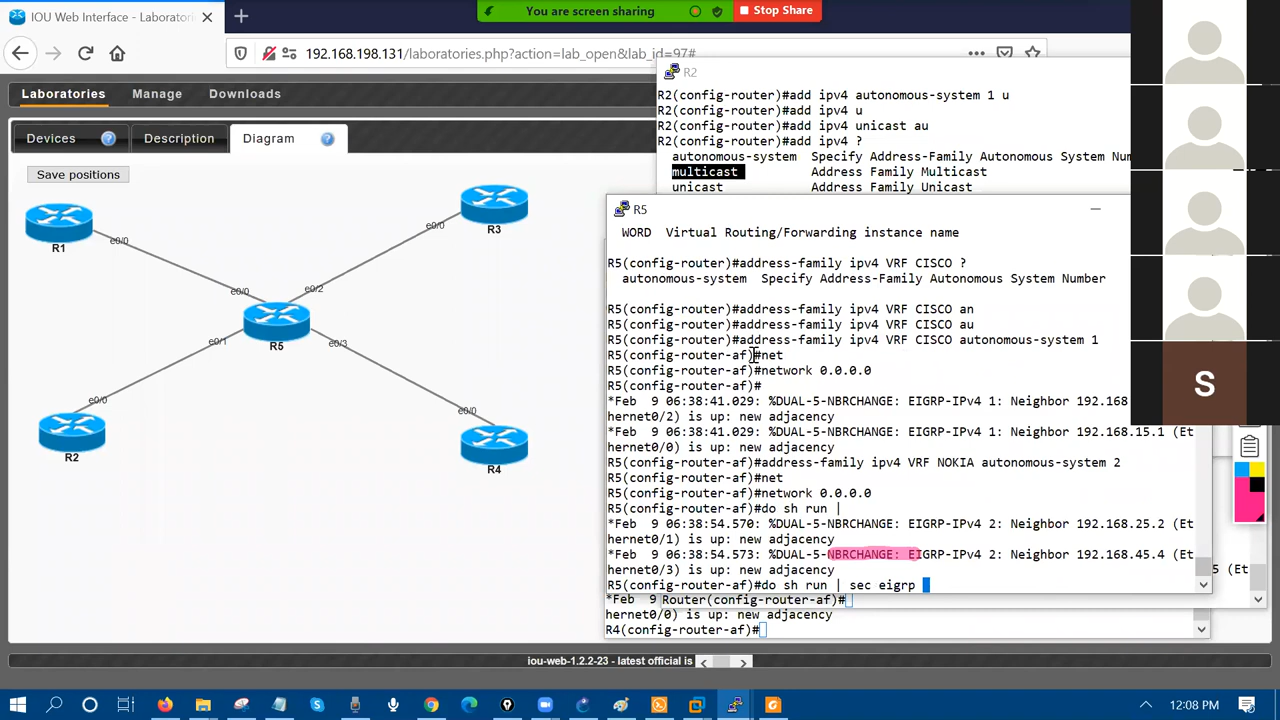 IOU Web Interface - Laborator
You are screen sharing
Stop Share
192.168.198.131/laboratories.php?action=lab_open&lab_id=97#
Laboratories
Manage
Downloads
Devices
Description
Diagram
Save positions
R1
e0/0
R3
e0/0
e0/0
e0/2
R5
e0/1
e0/3
e0/0
R2
e0/0
R4
R2
R2(config-router)#add ipv4 autonomous-system 1 u
R2(config-router)#add ipv4 u
R2(config-router)#add ipv4 unicast au
R2(config-router)#add ipv4 ?
autonomous-system Specify Address-Family Autonomous System Num
multicast Address Family Multicast
unicast Address Family Unicast
R5
WORD Virtual Routing/Forwarding instance name
R5(config-router)#address-family ipv4 VRF CISCO ?
autonomous-system Specify Address-Family Autonomous System Number
R5(config-router)#address-family ipv4 VRF CISCO an
R5(config-router)#address-family ipv4 VRF CISCO au
R5(config-router)#address-family ipv4 VRF CISCO autonomous-system 1
R5(config-router-af)#net
R5(config-router-af)#network 0.0.0.0
R5(config-router-af)#
*Feb 9 06:38:41.029: %DUAL-5-NBRCHANGE: EIGRP-IPv4 1: Neighbor 192.168
hernet0/2) is up: new adjacency
*Feb 9 06:38:41.029: %DUAL-5-NBRCHANGE: EIGRP-IPv4 1: Neighbor 192.168.15.1 (Et
hernet0/0) is up: new adjacency
R5(config-router-af)#address-family ipv4 VRF NOKIA autonomous-system 2
R5(config-router-af)#net
R5(config-router-af)#network 0.0.0.0
R5(config-router-af)#do sh run |
*Feb 9 06:38:54.570: %DUAL-5-NBRCHANGE: EIGRP-IPv4 2: Neighbor 192.168.25.2 (Et
hernet0/1) is up: new adjacency
*Feb 9 06:38:54.573: %DUAL-5-NBRCHANGE: EIGRP-IPv4 2: Neighbor 192.168.45.4 (Et
hernet0/3) is up: new adjacency
R5(config-router-af)#do sh run | sec eigrp
5 (Et
*Feb 9 Router(config-router-af)#
hernet0/0) is up: new adjacency
R4(config-router-af)#
S
iou-web-1.2.2-23 - latest official is
12:08 PM